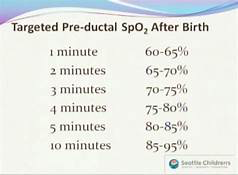 Targeted Pre-ductal SpO₂ After Birth
1 minute 60-65%
2 minutes 65-70%
3 minutes 70-75%
4 minutes 75-80%
5 minutes 80-85%
10 minutes 85-95%
Seattle Children's